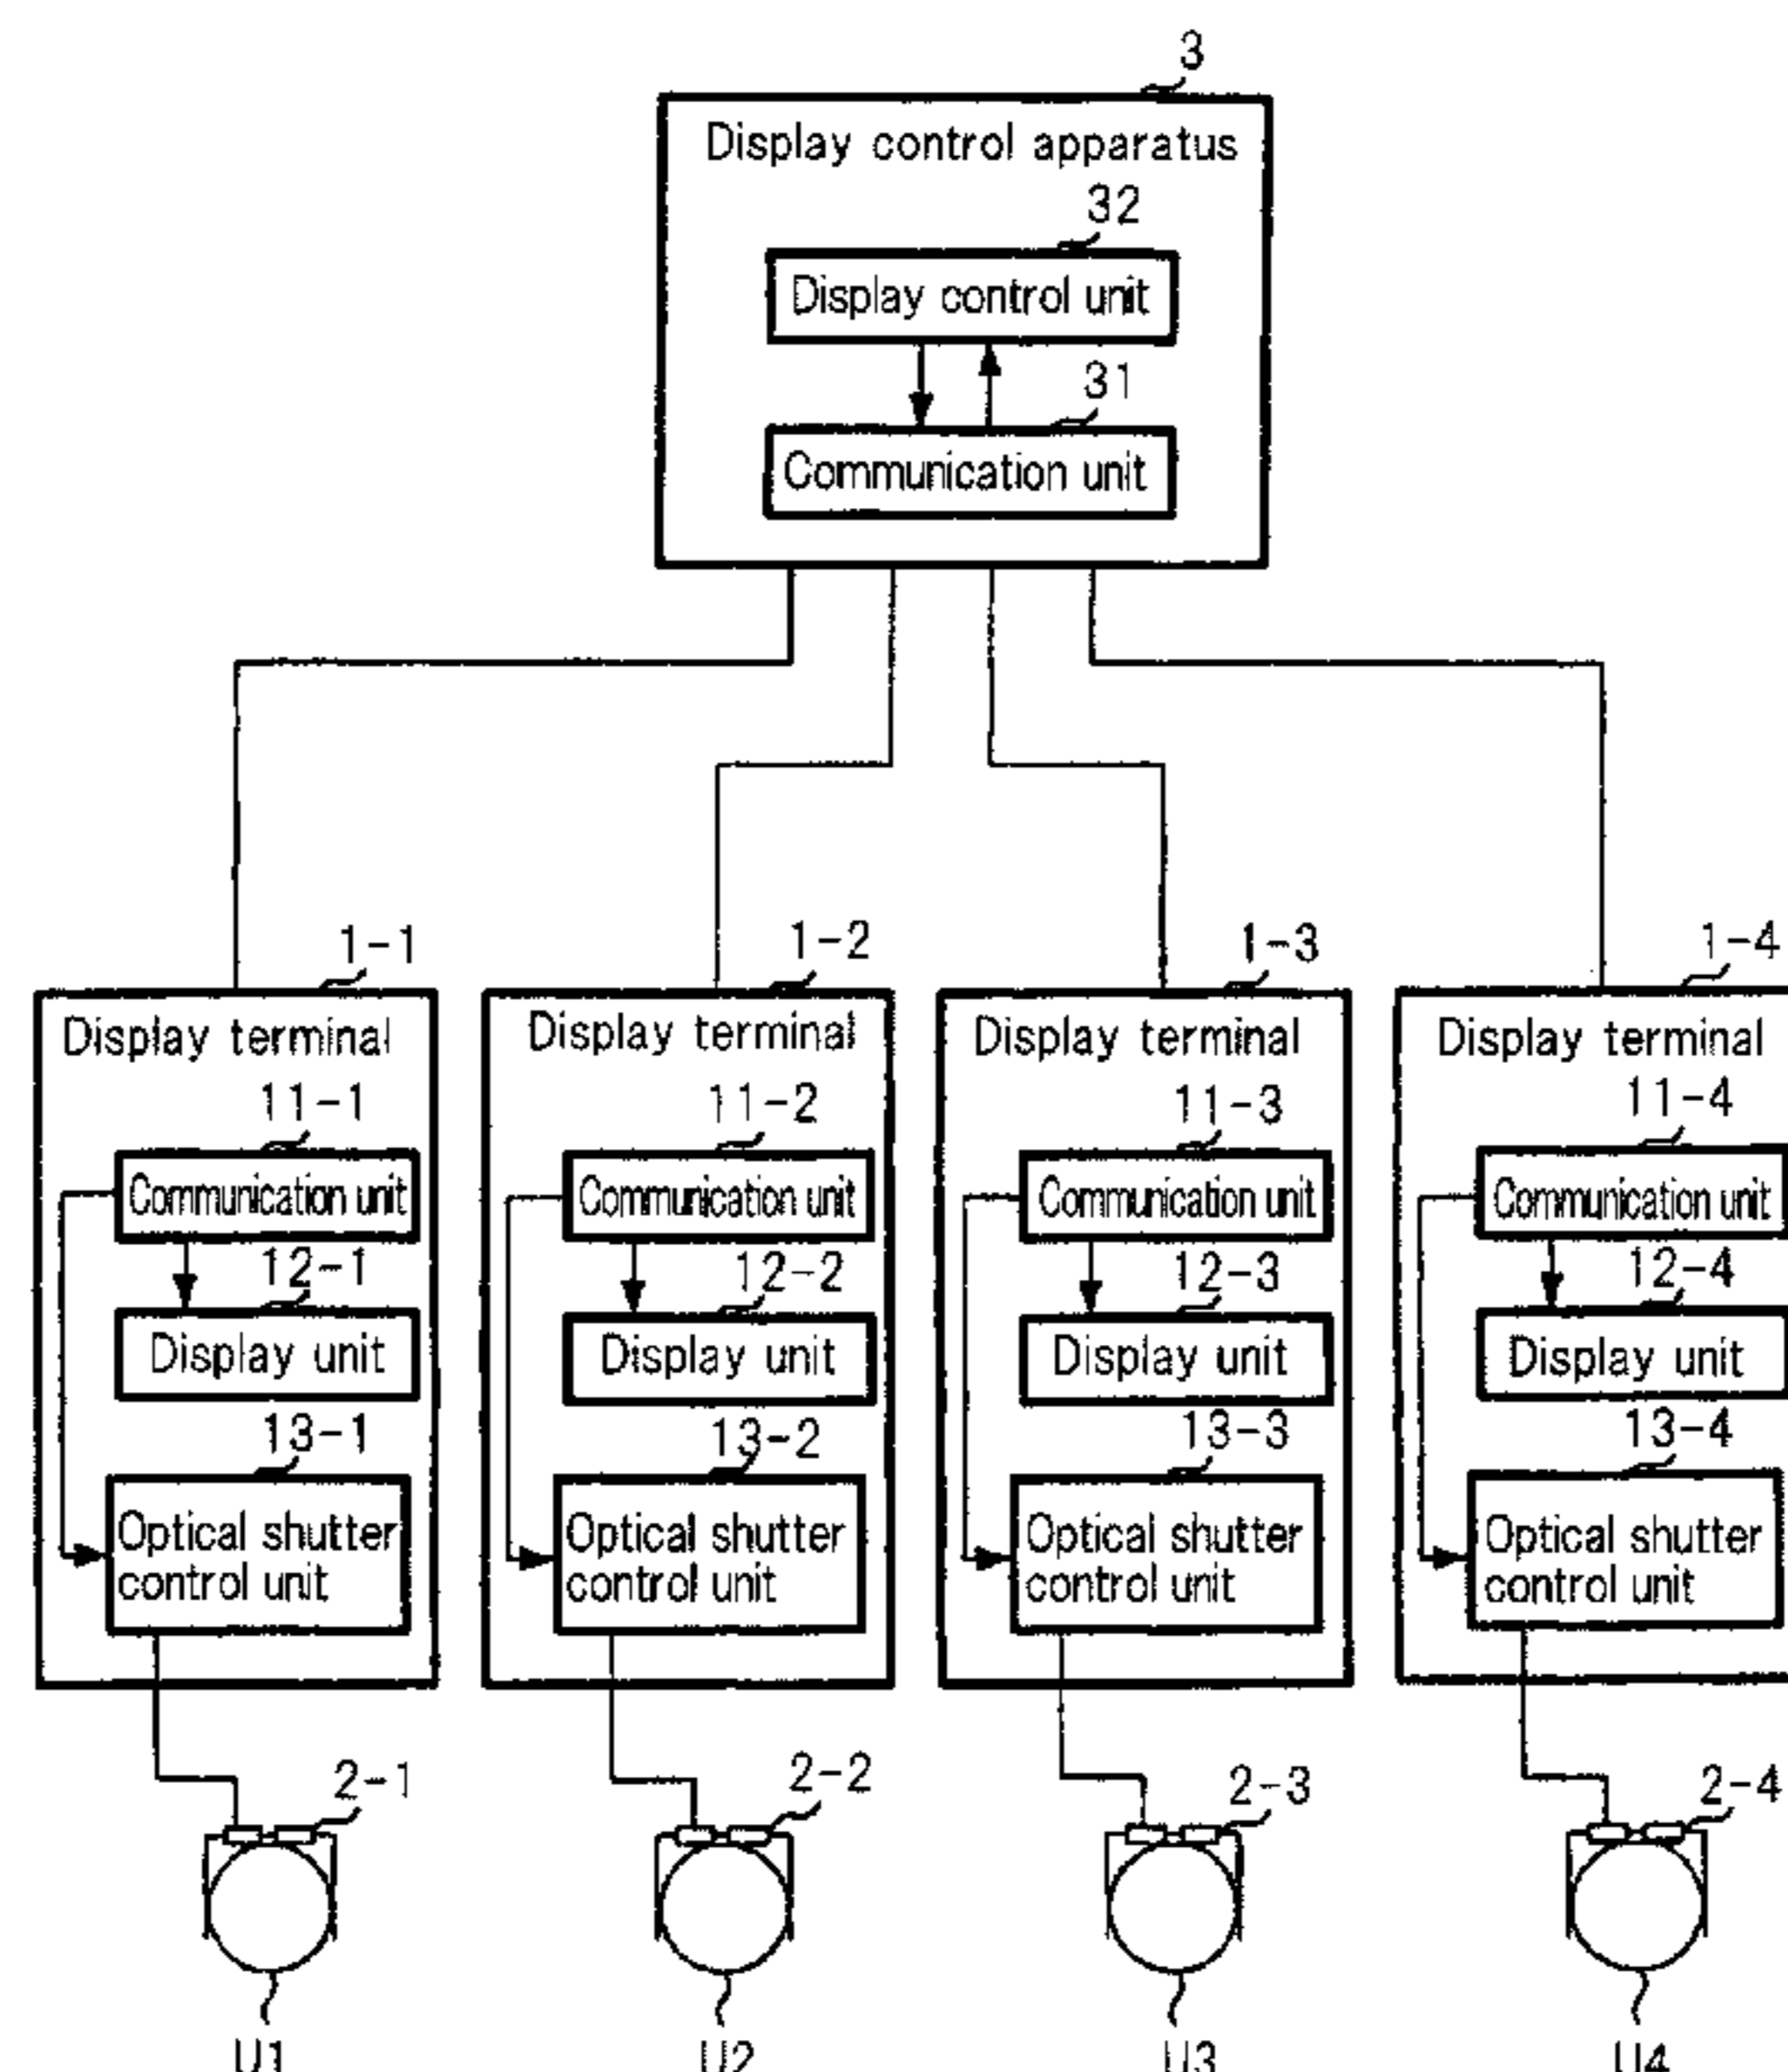 3
Display control apparatus
32
Display control unit
31
Communication unit
1-1
1-2
1-3
1-4
Display terminal
Display terminal
Display terminal
Display terminal
11-1
11-2
11-3
11-4
Communication unit
Communication unit
Communication unit
Communication unit
12-1
12-2
12-3
12-4
Display unit
Display unit
Display unit
Display unit
13-1
13-2
13-3
13-4
Optical shutter
control unit
Optical shutter
control unit
Optical shutter
control unit
Optical shutter
control unit
2-1
2-2
2-3
2-4
U1
U2
U3
U4